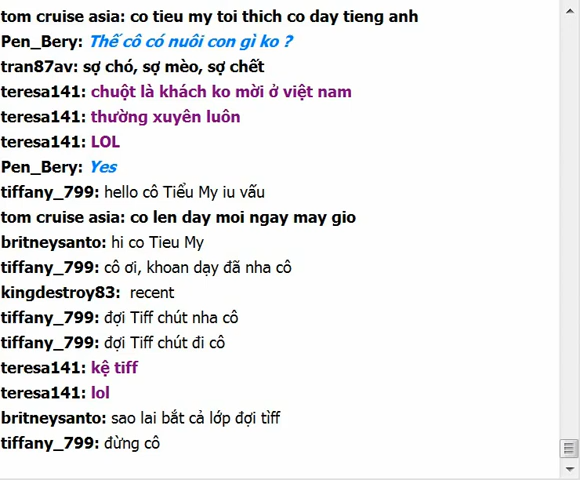 tom cruise asia: co tieu my toi thich co day tieng anh
Pen_Bery: Thế cô có nuôi con gì ko ?
tran87av: sợ chó, sợ mèo, sợ chết
teresa141: chuột là khách ko mời ở việt nam
teresa141: thường xuyên luôn
teresa141: LOL
Pen_Bery: Yes
tiffany_799: hello cô Tiểu My iu vấu
tom cruise asia: co len day moi ngay may gio
britneysanto: hi co Tieu My
tiffany_799: cô ơi, khoan dạy đã nha cô
kingdestroy83: recent
tiffany_799: đợi Tiff chút nha cô
tiffany_799: đợi Tiff chút đi cô
teresa141: kệ tiff
teresa141: lol
britneysanto: sao lai bắt cả lớp đợi tìff
tiffany_799: đừng cô